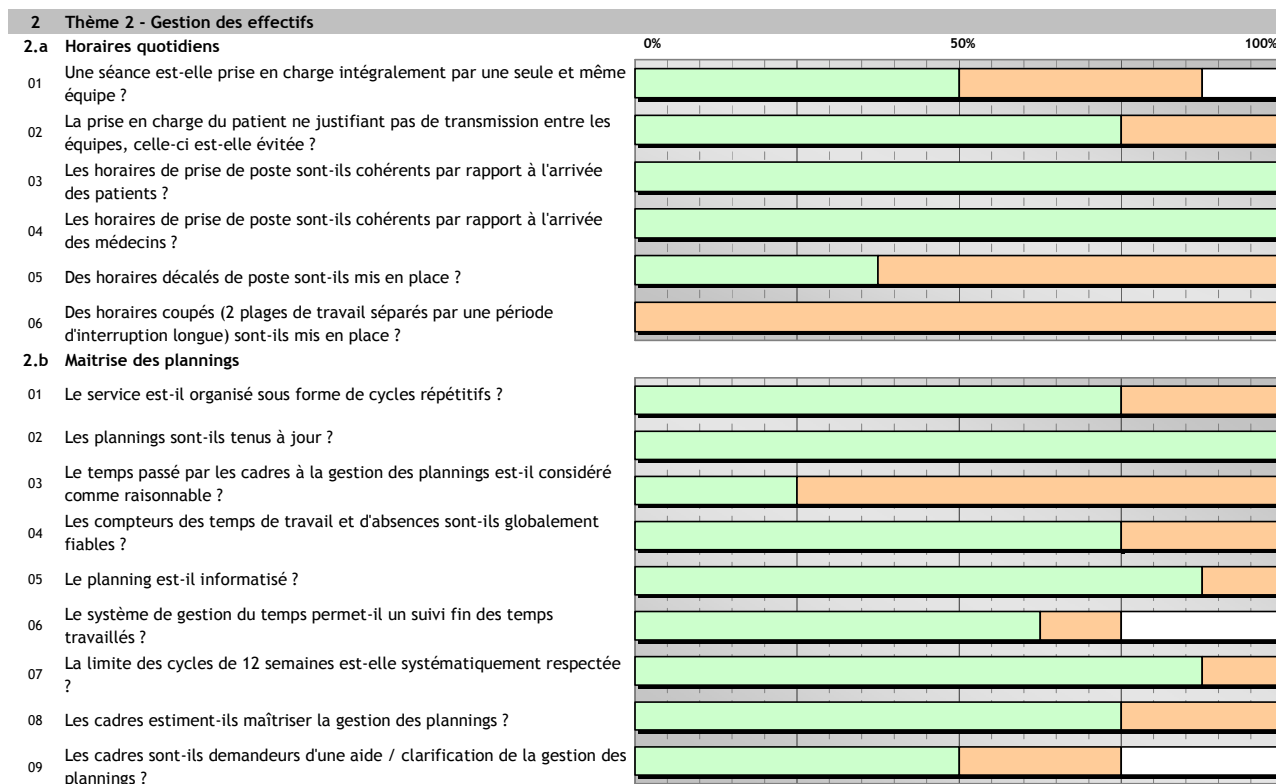 2 Thème 2 - Gestion des effectifs
2.a Horaires quotidiens 0% 50% 100%
01 Une séance est-elle prise en charge intégralement par une seule et même
équipe ?
02 La prise en charge du patient ne justifiant pas de transmission entre les
équipes, celle-ci est-elle évitée ?
03 Les horaires de prise de poste sont-ils cohérents par rapport à l'arrivée
des patients ?
04 Les horaires de prise de poste sont-ils cohérents par rapport à l'arrivée
des médecins ?
05 Des horaires décalés de poste sont-ils mis en place ?
06 Des horaires coupés (2 plages de travail séparés par une période
d'interruption longue) sont-ils mis en place ?
2.b Maitrise des plannings
01 Le service est-il organisé sous forme de cycles répétitifs ?
02 Les plannings sont-ils tenus à jour ?
03 Le temps passé par les cadres à la gestion des plannings est-il considéré
comme raisonnable ?
04 Les compteurs des temps de travail et d'absences sont-ils globalement
fiables ?
05 Le planning est-il informatisé ?
06 Le système de gestion du temps permet-il un suivi fin des temps
travaillés ?
07 La limite des cycles de 12 semaines est-elle systématiquement respectée
?
08 Les cadres estiment-ils maîtriser la gestion des plannings ?
09 Les cadres sont-ils demandeurs d'une aide / clarification de la gestion des
plannings ?